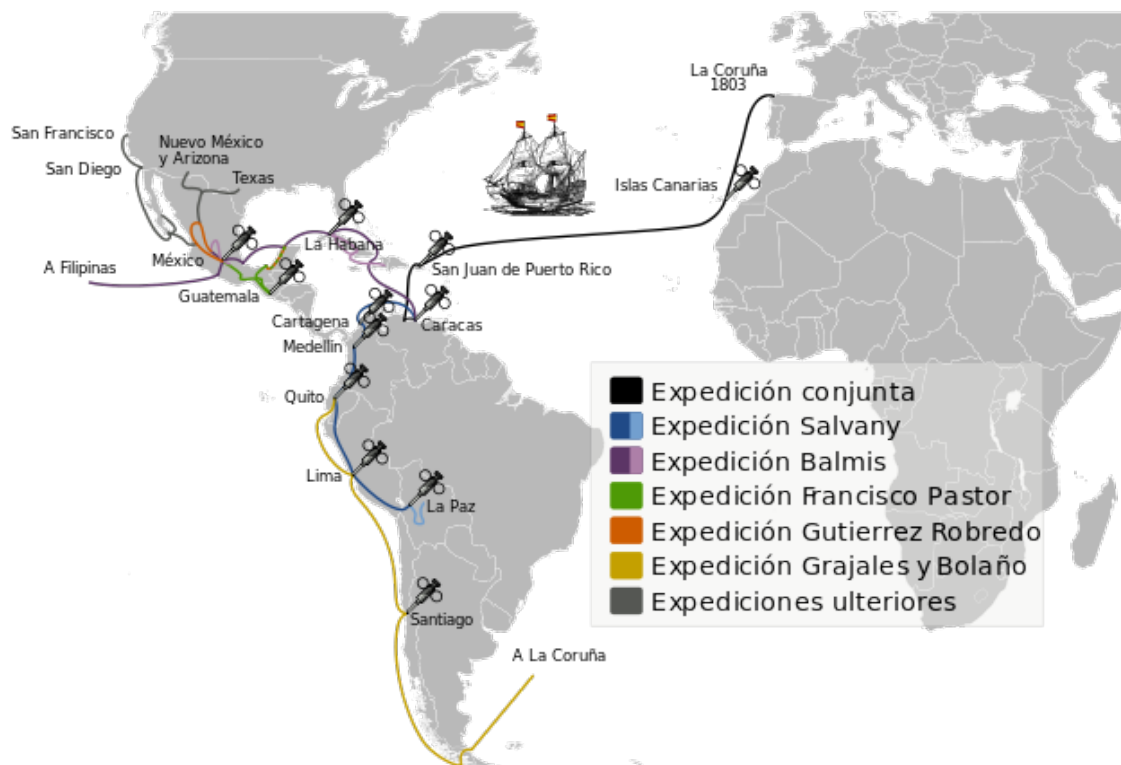 La Coruña
1803
San Francisco
Nuevo México
y Arizona
San Diego
Texas
Islas Canarias
La Habana
México
A Filipinas
San Juan de Puerto Rico
Guatemala
Cartagena
Caracas
Medellín
Quito
Lima
La Paz
Santiago
A La Coruña
Expedición conjunta
Expedición Salvany
Expedición Balmis
Expedición Francisco Pastor
Expedición Gutierrez Robredo
Expedición Grajales y Bolaño
Expediciones ulteriores